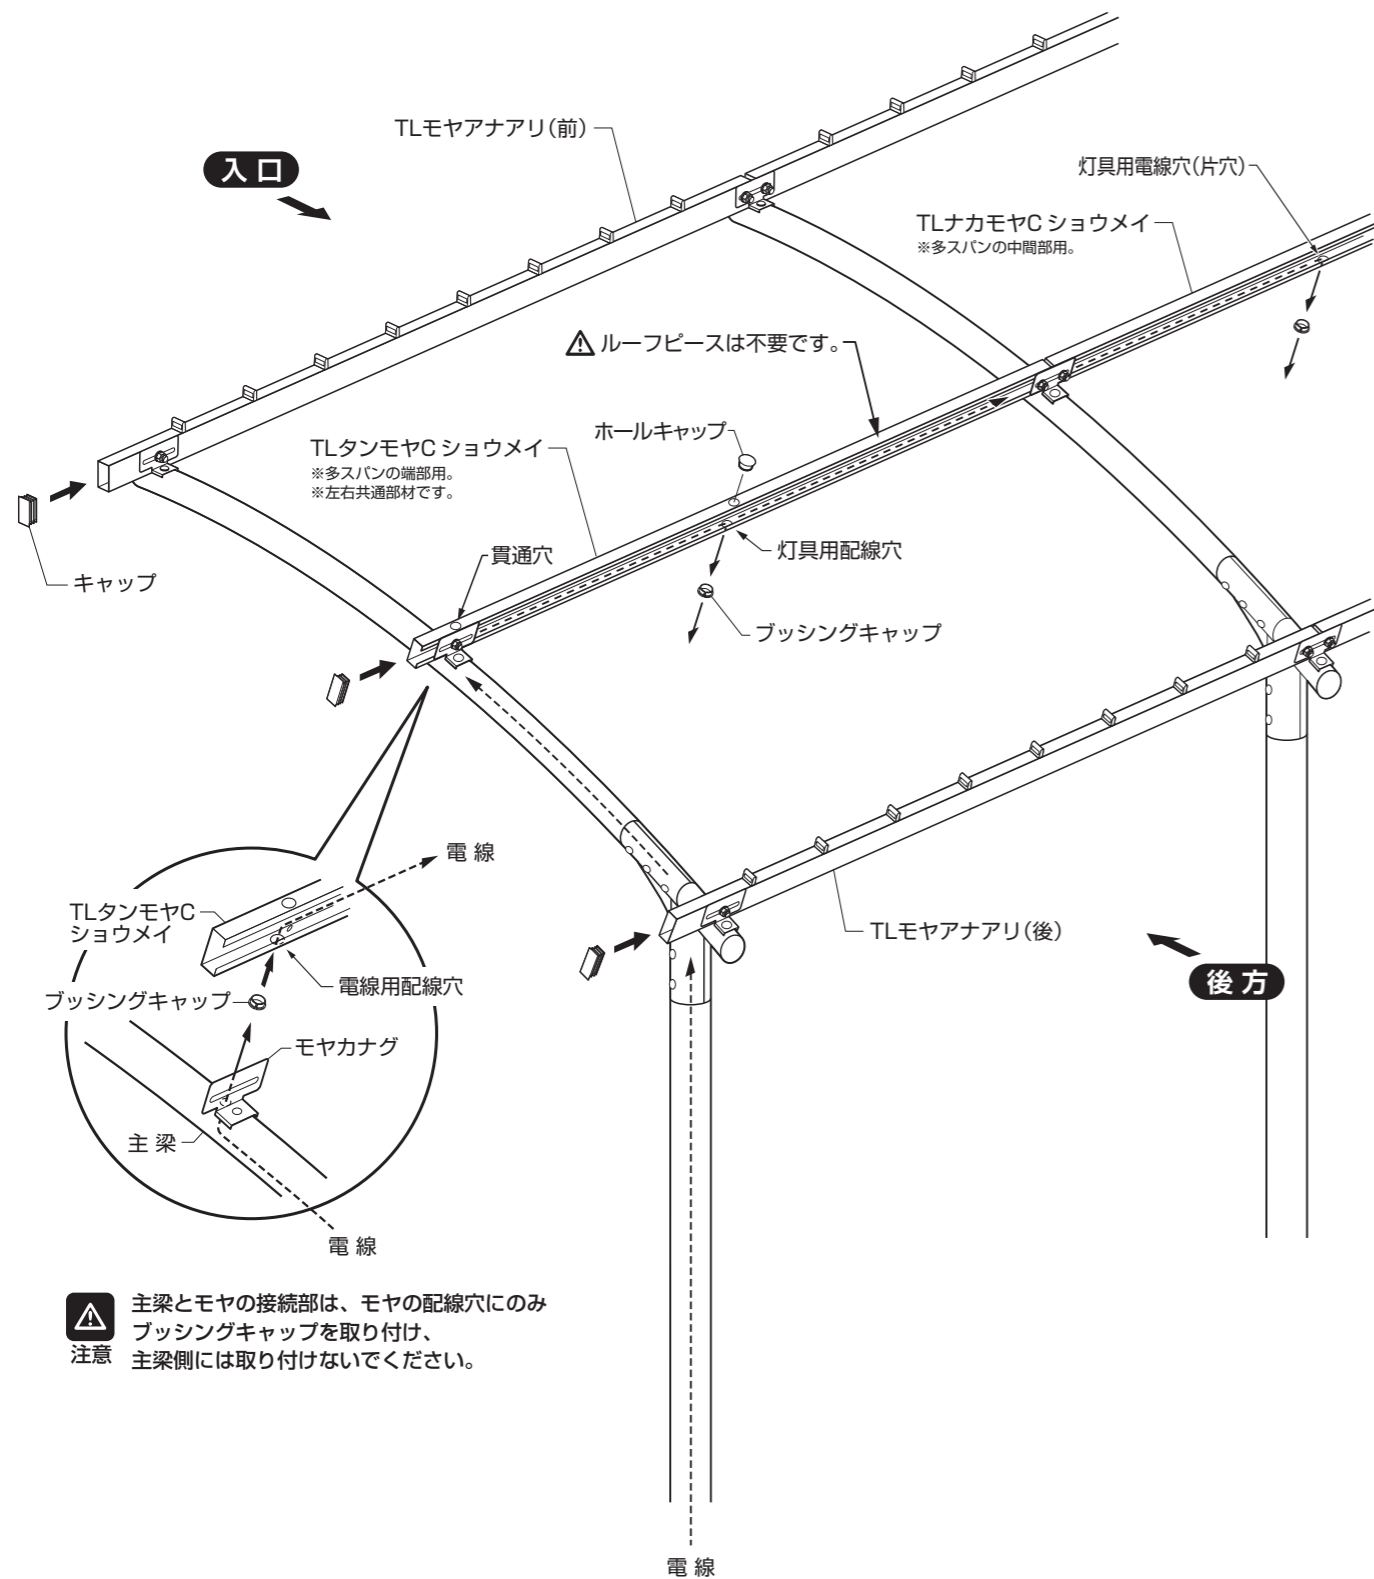 TLモヤアナアリ(前)
入口
灯具用電線穴(片穴)
TLナカモヤC ショウメイ
※多スパンの中間部用。
ルーフピースは不要です。
ホールキャップ
TLタンモヤC ショウメイ
※多スパンの端部用。
※左右共通部材です。
貫通穴
灯具用配線穴
キャップ
ブッシングキャップ
電線
TLタンモヤC
ショウメイ
TLモヤアナアリ(後)
電線用配線穴
後方
ブッシングキャップ
モヤカナグ
主梁
電線
主梁とモヤの接続部は、モヤの配線穴にのみ
ブッシングキャップを取り付け、
注意
主梁側には取り付けないでください。
電線